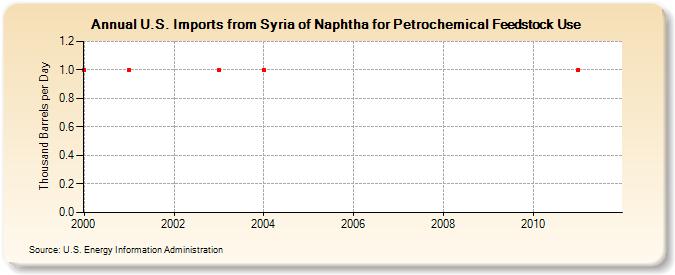 Annual U.S. Imports from Syria of Naphtha for Petrochemical Feedstock Use
Thousand Barrels per Day
1.2
1.0
0.8
0.6
0.4
0.2
0.0
2000 2002 2004 2006 2008 2010
Source: U.S. Energy Information Administration